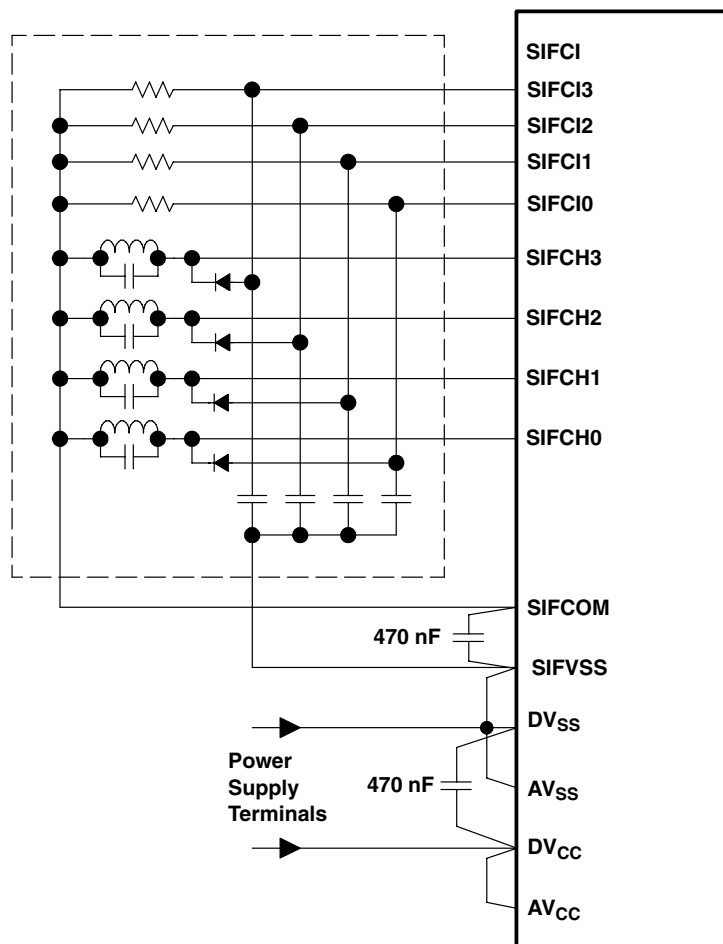 SIFCI
SIFCI3
SIFCI2
SIFCI1
SIFCI0
SIFCH3
SIFCH2
SIFCH1
SIFCH0
SIFCOM
470 nF
SIFVSS
DVSS
Power
Supply
Terminals
470 nF
AVSS
DVCC
AVCC